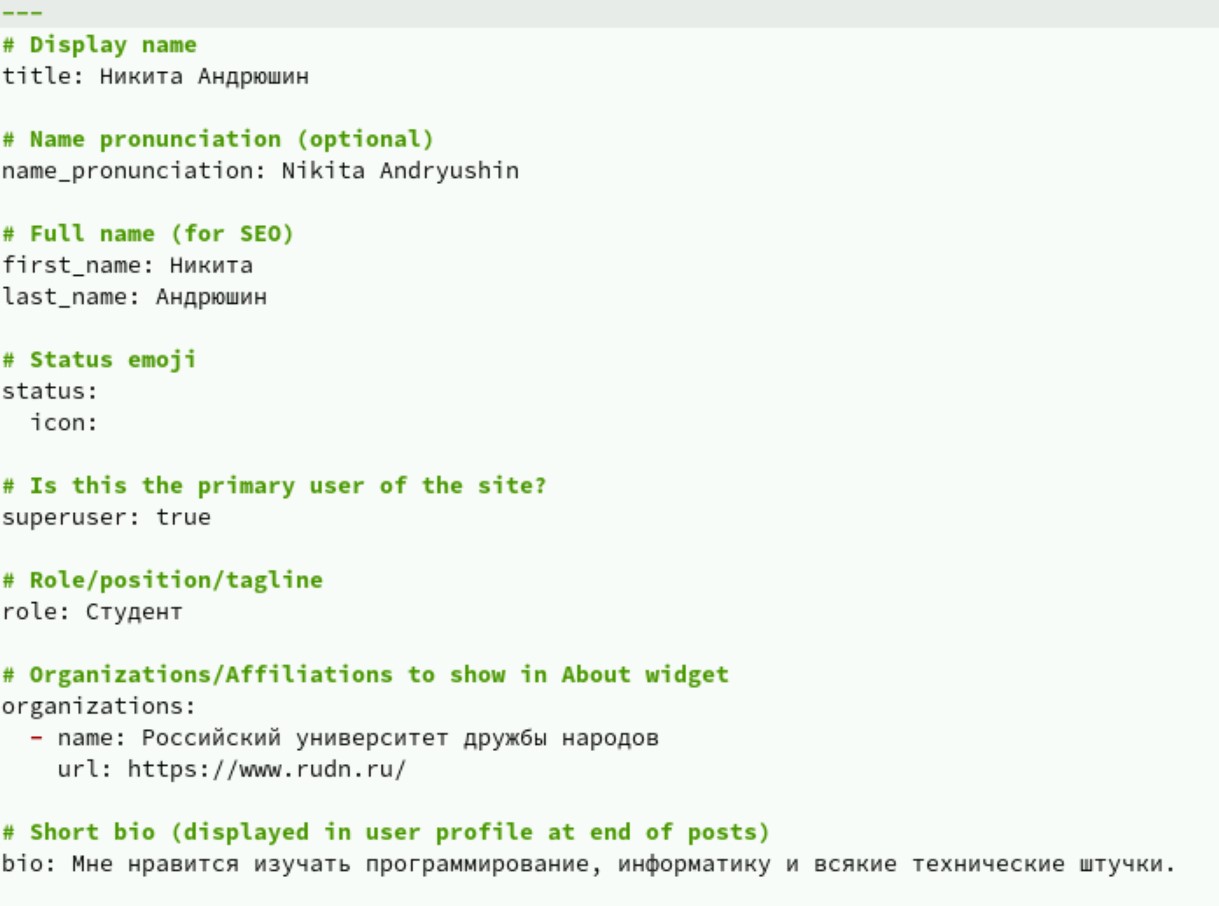 ---
# Display name
title: Никита Андрюшин
# Name pronunciation (optional)
name_pronunciation: Nikita Andryushin
# Full name (for SEO)
first_name: Никита
last_name: Андрюшин
# Status emoji
status:
  icon:
# Is this the primary user of the site?
superuser: true
# Role/position/tagline
role: Студент
# Organizations/Affiliations to show in About widget
organizations:
  - name: Российский университет дружбы народов
    url: https://www.rudn.ru/
# Short bio (displayed in user profile at end of posts)
bio: Мне нравится изучать программирование, информатику и всякие технические штучки.